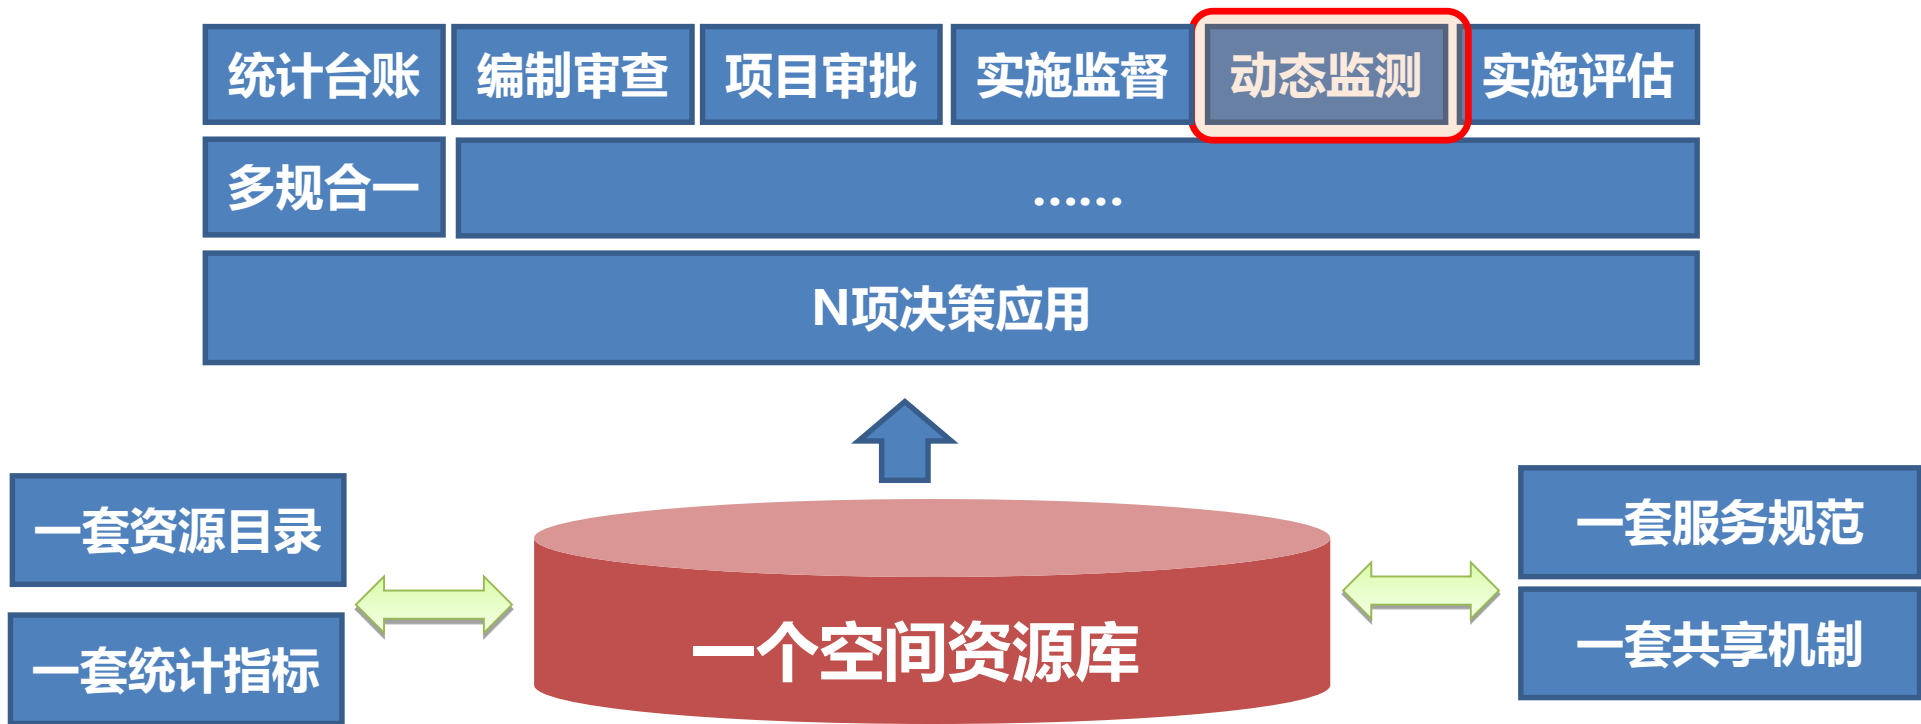 统计台账 编制审查 项目审批 实施监督 动态监测 实施评估
多规合一 ......
N项决策应用
一套资源目录
一套统计指标
一个空间资源库
一套服务规范
一套共享机制